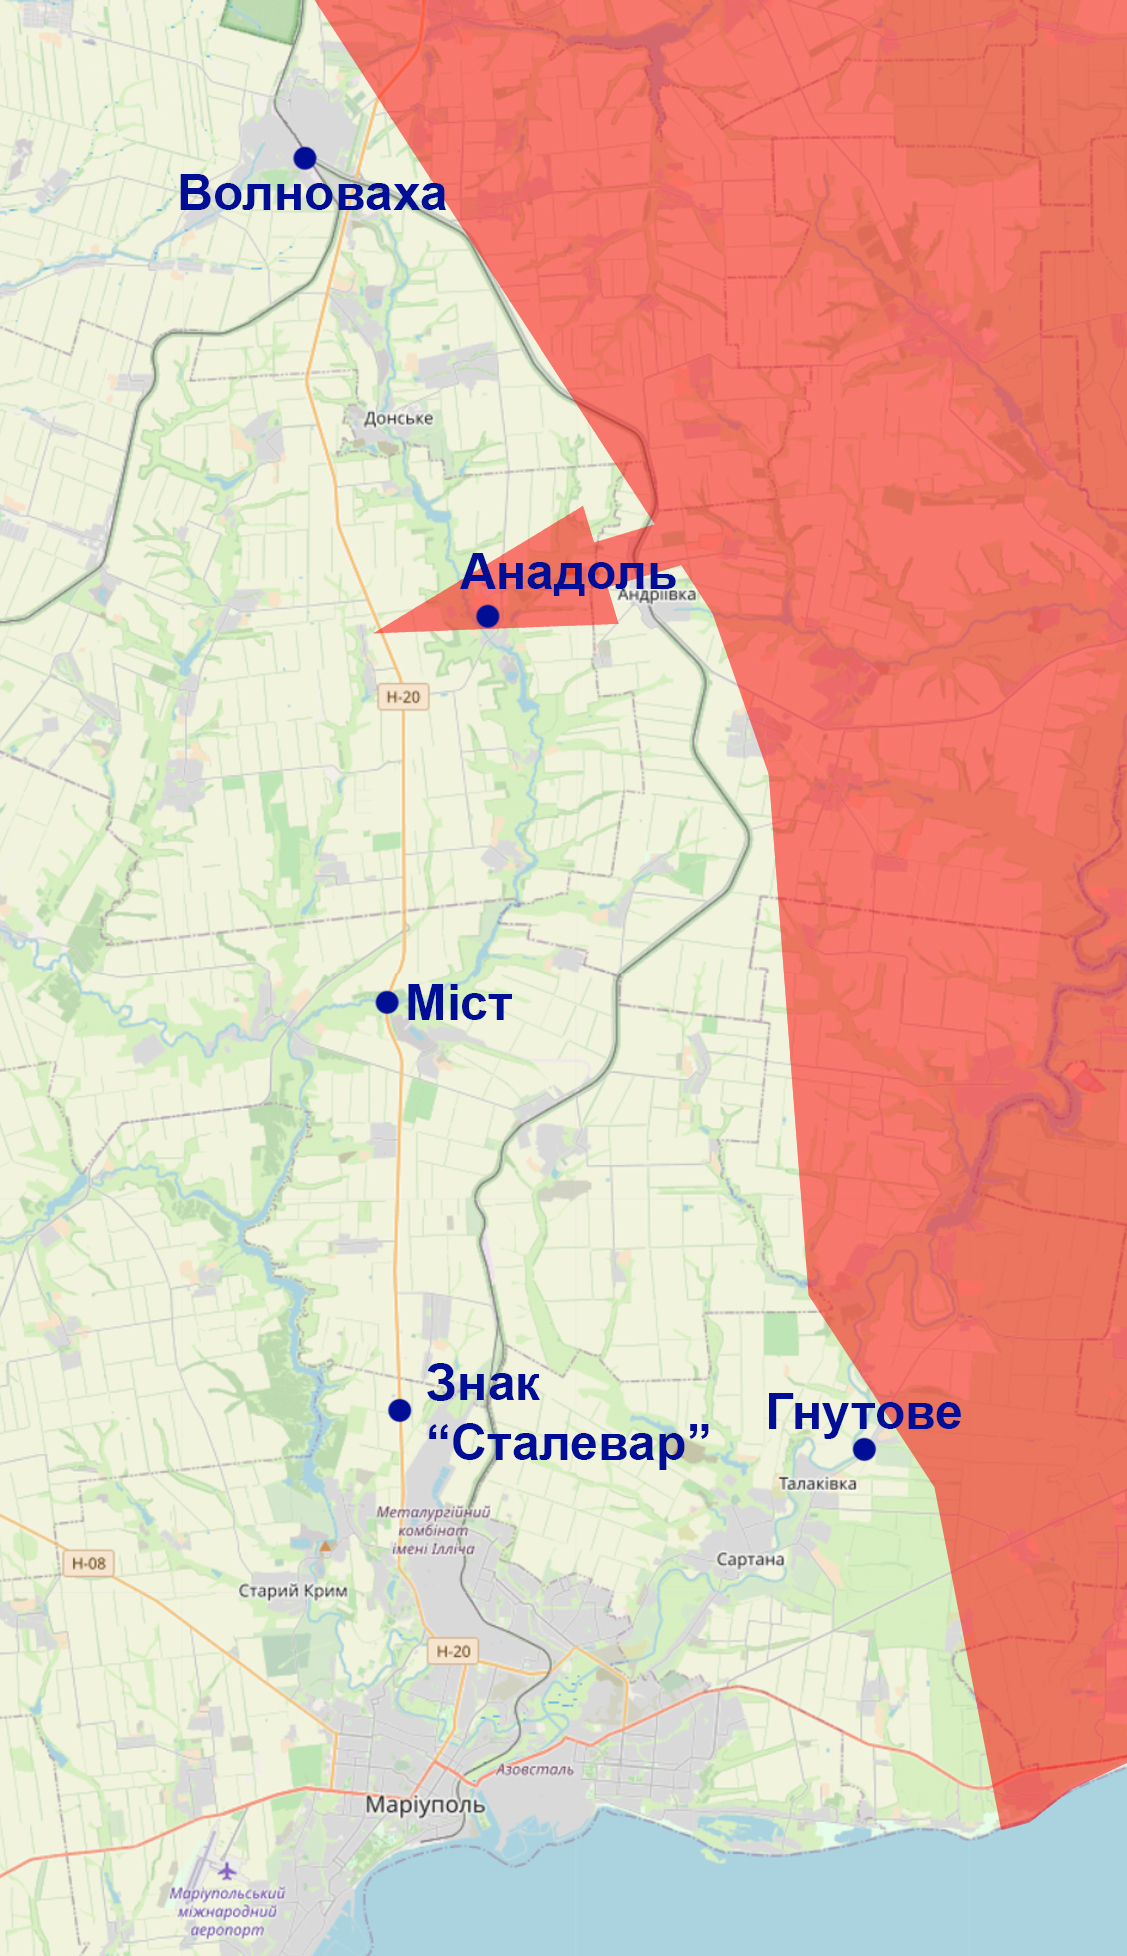 Волноваха
Донське
Анадоль
Андріївка
Н-20
Міст
Знак
“Сталевар”
Гнутове
Талаківка
Металургійний
комбінат
імені Ілліча
Сартана
Н-08
Старий Крим
Н-20
Азовсталь
Маріуполь
Маріупольський
міжнародний
аеропорт